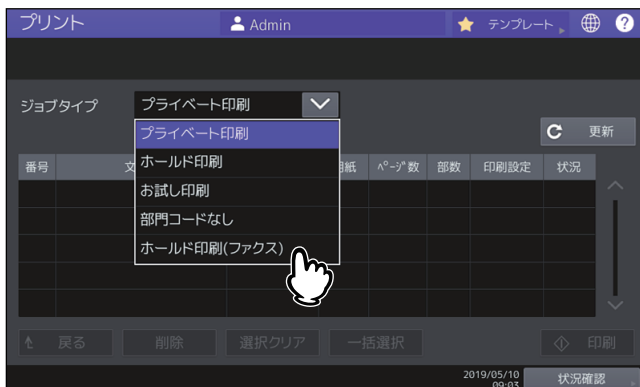 プリント Admin テンプレート ?
ジョブタイプ プライベート印刷
プライベート印刷
ホールド印刷
お試し印刷
部門コードなし
ホールド印刷(ファクス)
更新
番号 文 用紙 ページ数 部数 印刷設定 状況
戻る 削除 選択クリア 一括選択 印刷
2019/05/10
09:03
状況確認